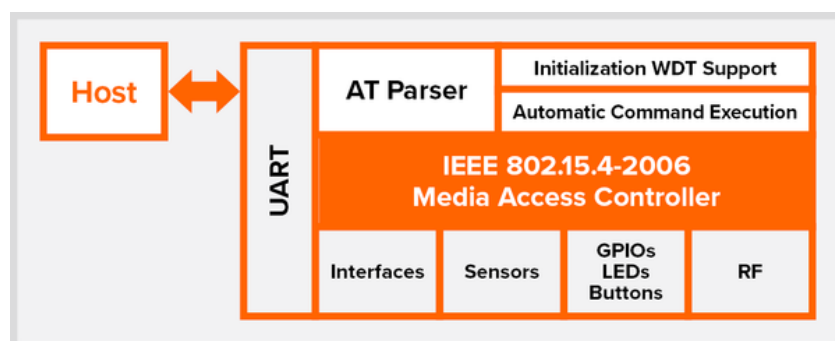 Host
UART
AT Parser
Initialization WDT Support
Automatic Command Execution
IEEE 802.15.4-2006
Media Access Controller
Interfaces
Sensors
GPIOs
LEDs
Buttons
RF